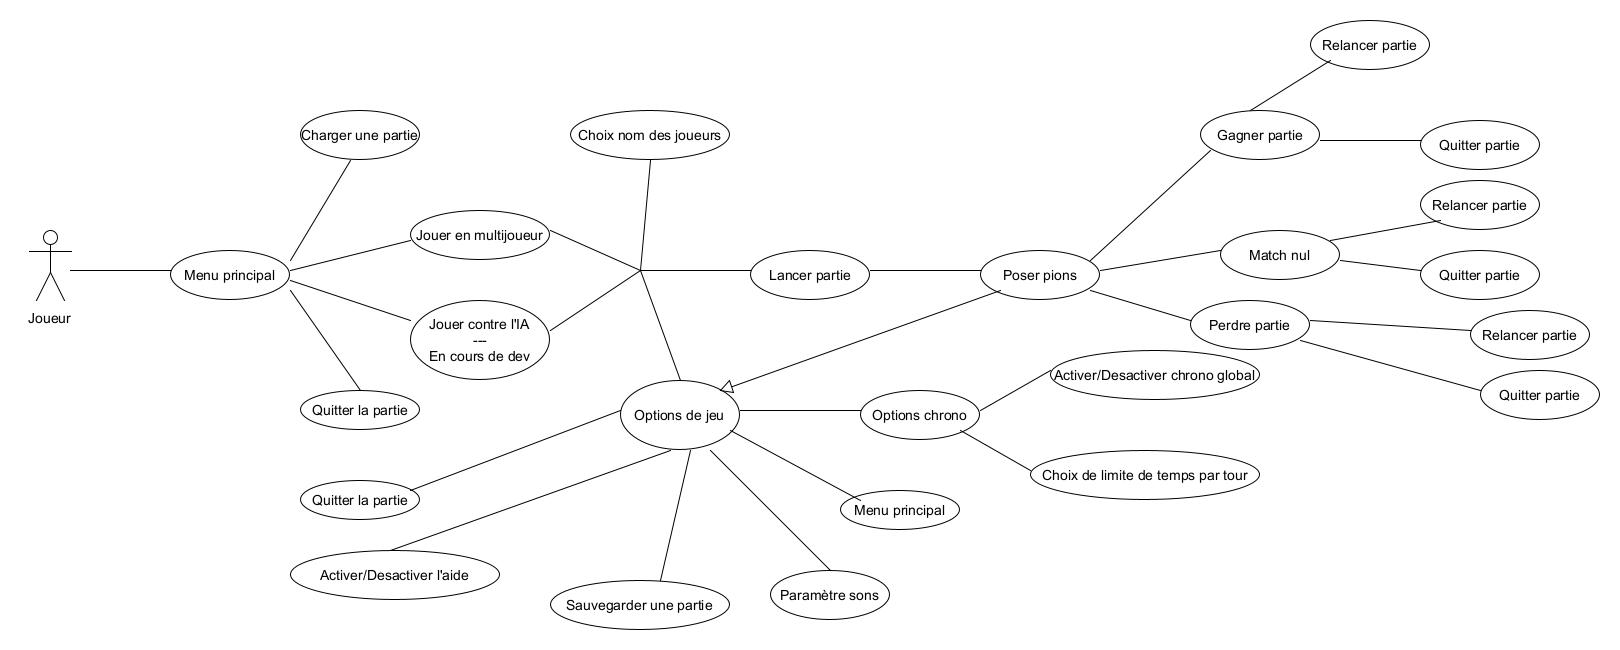 Relancer partie
Charger une partie
Choix nom des joueurs
Gagner partie
Quitter partie
Relancer partie
Jouer en multijoueur
Match nul
Menu principal
Lancer partie
Poser pions
Quitter partie
Joueur
Jouer contre l'IA
---
En cours de dev
Perdre partie
Relancer partie
Activer/Desactiver chrono global
Quitter partie
Quitter la partie
Options de jeu
Options chrono
Choix de limite de temps par tour
Quitter la partie
Menu principal
Activer/Desactiver l'aide
Sauvegarder une partie
Paramètre sons